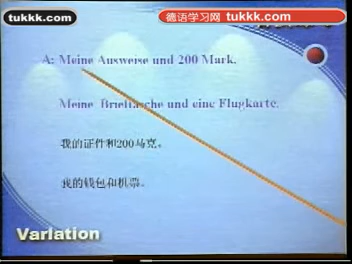 tukkk.com
德语学习网 tukkk.com
A: Meine Ausweise und 200 Mark.
Meine Brieftasche und eine Flugkarte.
我的证件和200马克。
我的钱包和机票。
Variation